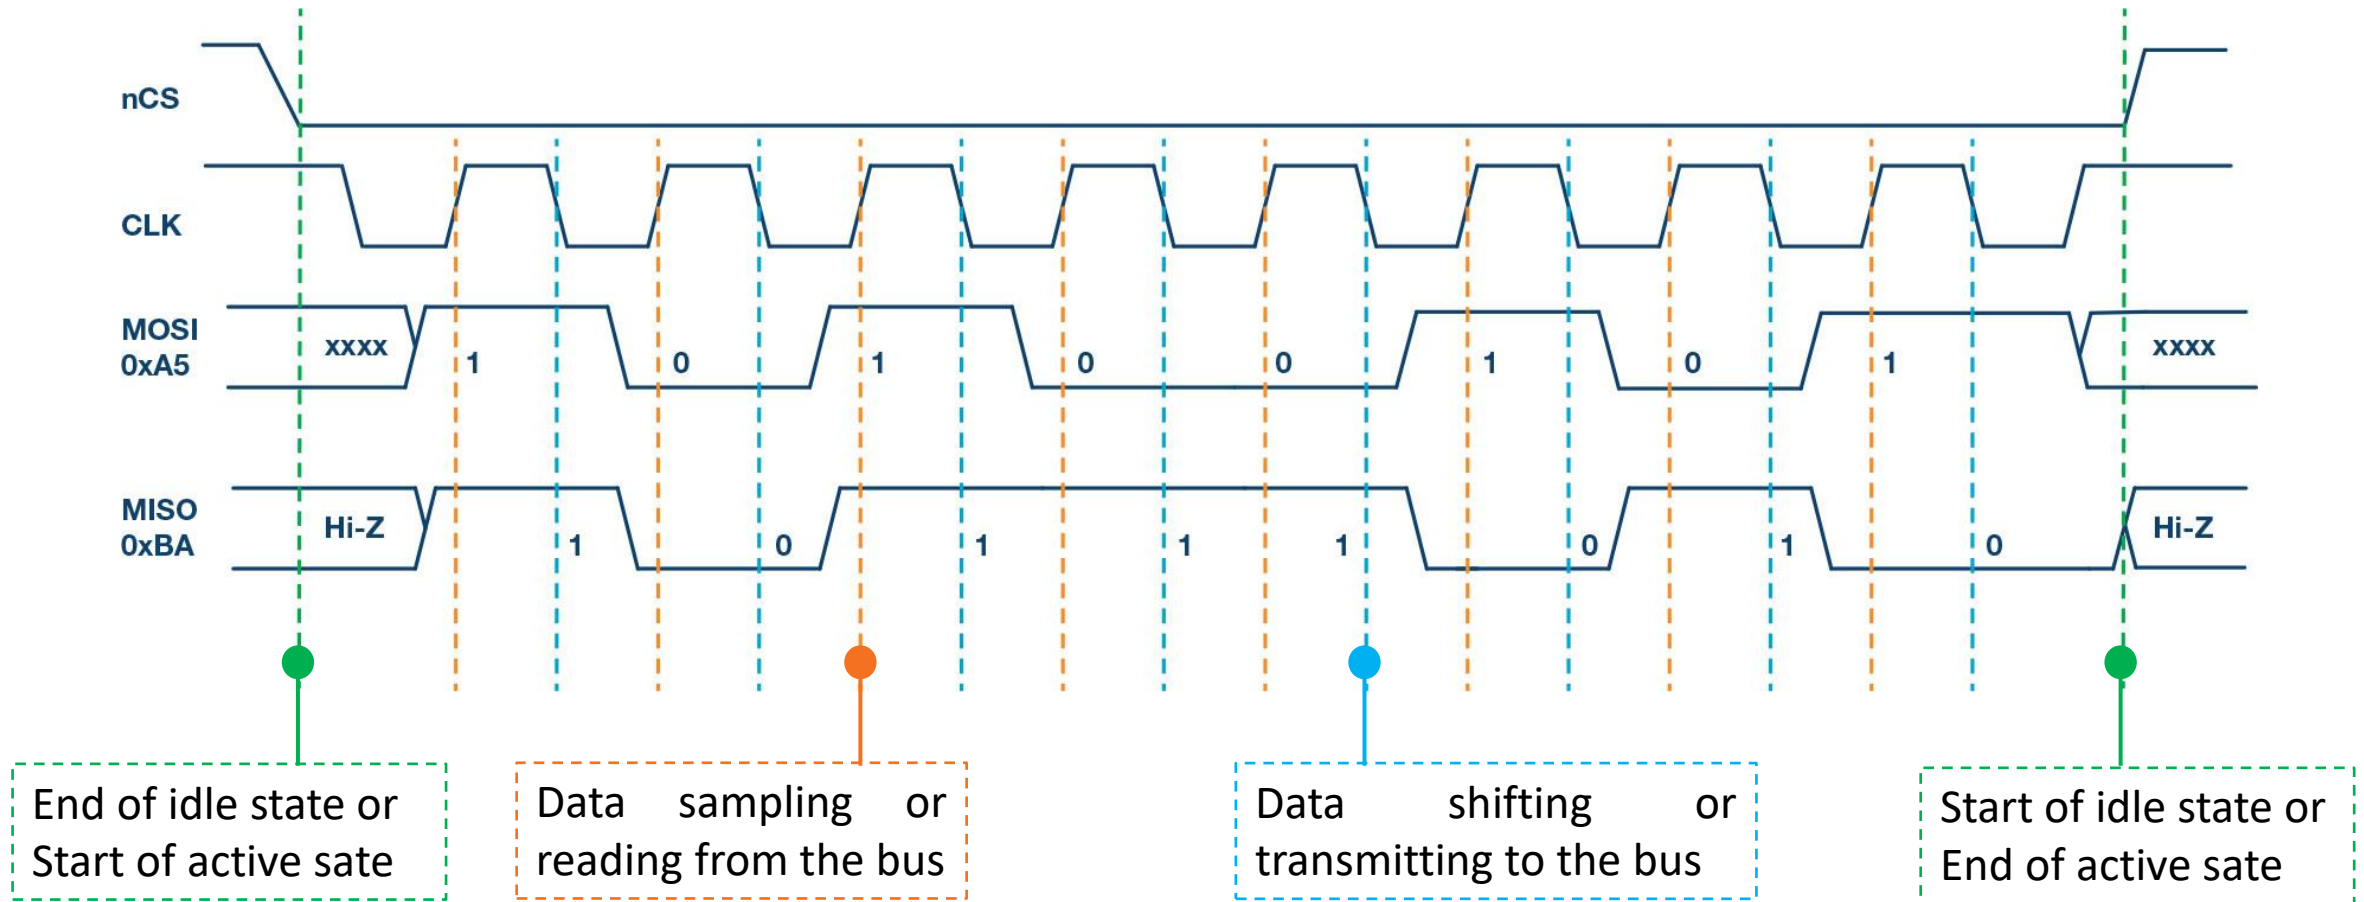 nCS
CLK
MOSI
0xA5
xxxx
1
0
1
0
0
1
0
1
xxxx
MISO
0xBA
Hi-Z
1
0
1
1
1
0
1
0
Hi-Z
End of idle state or
Start of active sate
Data sampling or
reading from the bus
Data shifting or
transmitting to the bus
Start of idle state or
End of active sate